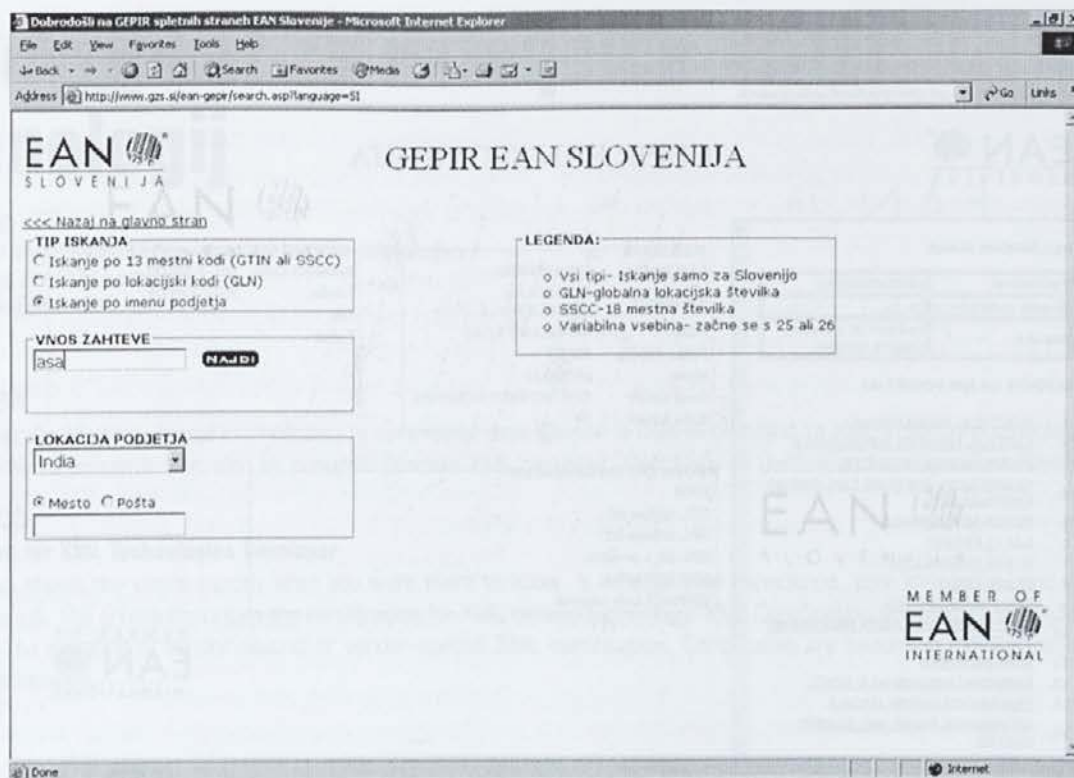 Dobrodošli na GEPIR spletnih straneh EAN Slovenije - Microsoft Internet Explorer
File Edit View Favorites Tools Help
Back Search Favorites Media
Address http://www.gzs.si/ean-gepir/search.asp?language=SI Go Links
EAN
SLOVENIJA
GEPIR EAN SLOVENIJA
<<< Nazaj na glavno stran
TIP ISKANJA
Iskanje po 13 mestni kodi (GTIN ali SSCC)
Iskanje po lokacijski kodi (GLN)
Iskanje po imenu podjetja
LEGENDA:
Vsi tipi- Iskanje samo za Slovenijo
GLN-globalna lokacijska številka
SSCC-18 mestna številka
Variabilna vsebina- začne se s 25 ali 26
VNOS ZAHTEVE
asa NAJDI
LOKACIJA PODJETJA
India
Mesto Pošta
MEMBER OF
EAN
INTERNATIONAL
Done Internet